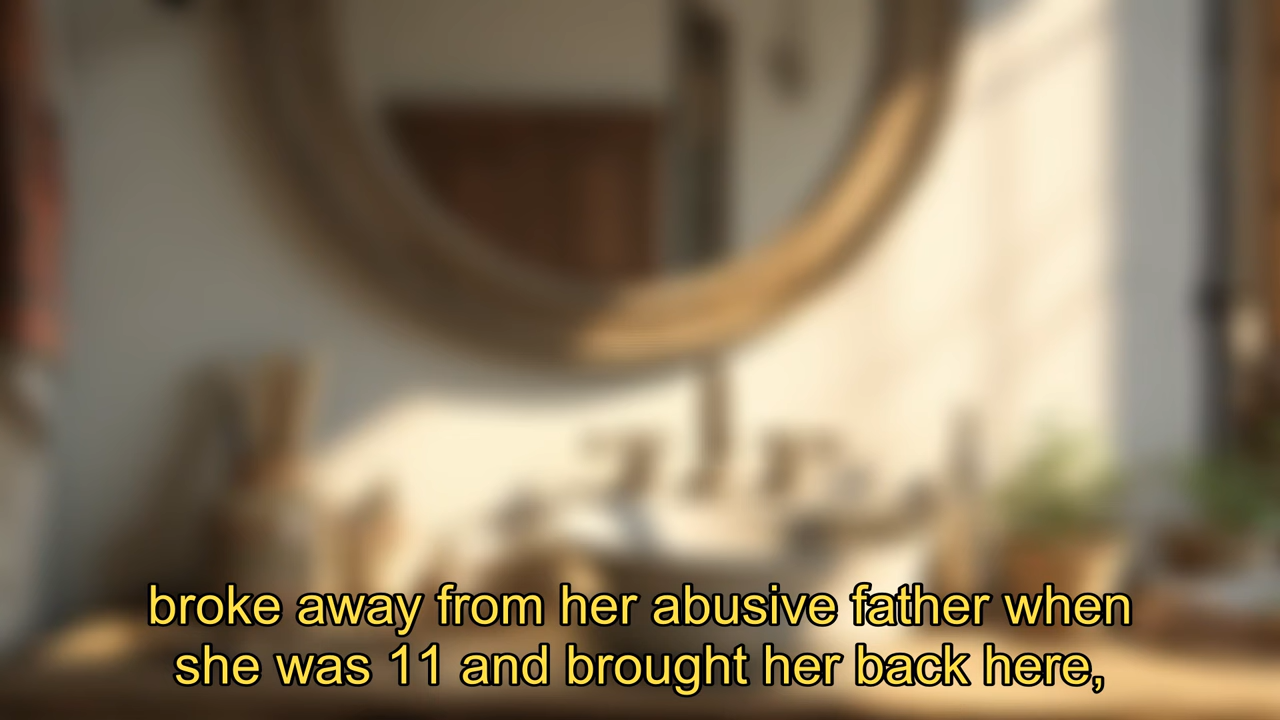 broke away from her abusive father when
she was 11 and brought her back here,